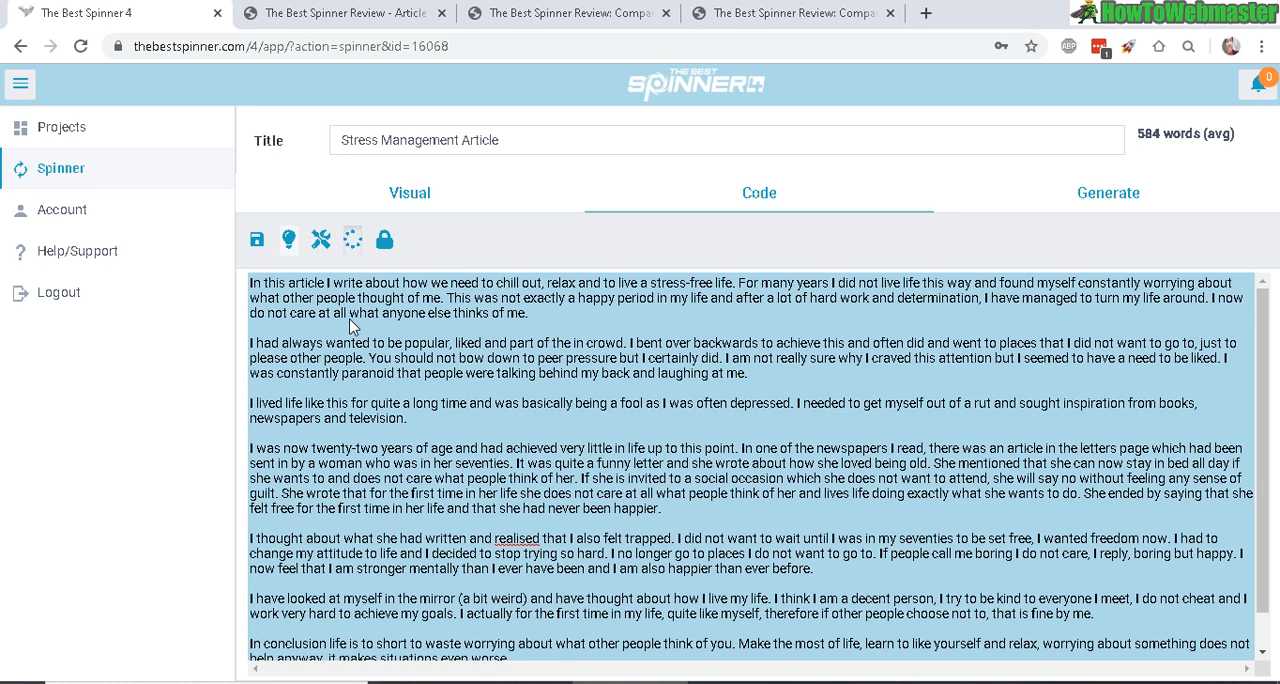 The Best Spinner 4
The Best Spinner Review - Article
The Best Spinner Review: Compa
The Best Spinner Review: Compa
HowToWebmaster
thebestspinner.com/4/app/?action=spinner&id=16068
ABP
1
THE BEST
SPINNER 4
0
Projects
Spinner
Account
Help/Support
Logout
Title
Stress Management Article
584 words (avg)
Visual
Code
Generate
In this article I write about how we need to chill out, relax and to live a stress-free life. For many years I did not live life this way and found myself constantly worrying about
what other people thought of me. This was not exactly a happy period in my life and after a lot of hard work and determination, I have managed to turn my life around. I now
do not care at all what anyone else thinks of me.
I had always wanted to be popular, liked and part of the in crowd. I bent over backwards to achieve this and often did and went to places that I did not want to go to, just to
please other people. You should not bow down to peer pressure but I certainly did. I am not really sure why I craved this attention but I seemed to have a need to be liked. I
was constantly paranoid that people were talking behind my back and laughing at me.
I lived life like this for quite a long time and was basically being a fool as I was often depressed. I needed to get myself out of a rut and sought inspiration from books,
newspapers and television.
I was now twenty-two years of age and had achieved very little in life up to this point. In one of the newspapers I read, there was an article in the letters page which had been
sent in by a woman who was in her seventies. It was quite a funny letter and she wrote about how she loved being old. She mentioned that she can now stay in bed all day if
she wants to and does not care what people think of her. If she is invited to a social occasion which she does not want to attend, she will say no without feeling any sense of
guilt. She wrote that for the first time in her life she does not care at all what people think of her and lives life doing exactly what she wants to do. She ended by saying that she
felt free for the first time in her life and that she had never been happier.
I thought about what she had written and realised that I also felt trapped. I did not want to wait until I was in my seventies to be set free, I wanted freedom now. I had to
change my attitude to life and I decided to stop trying so hard. I no longer go to places I do not want to go to. If people call me boring I do not care, I reply, boring but happy. I
now feel that I am stronger mentally than I ever have been and I am also happier than ever before.
I have looked at myself in the mirror (a bit weird) and have thought about how I live my life. I think I am a decent person, I try to be kind to everyone I meet, I do not cheat and I
work very hard to achieve my goals. I actually for the first time in my life, quite like myself, therefore if other people choose not to, that is fine by me.
In conclusion life is to short to waste worrying about what other people think of you. Make the most of life, learn to like yourself and relax, worrying about something does not
help anyway, it makes situations even worse.